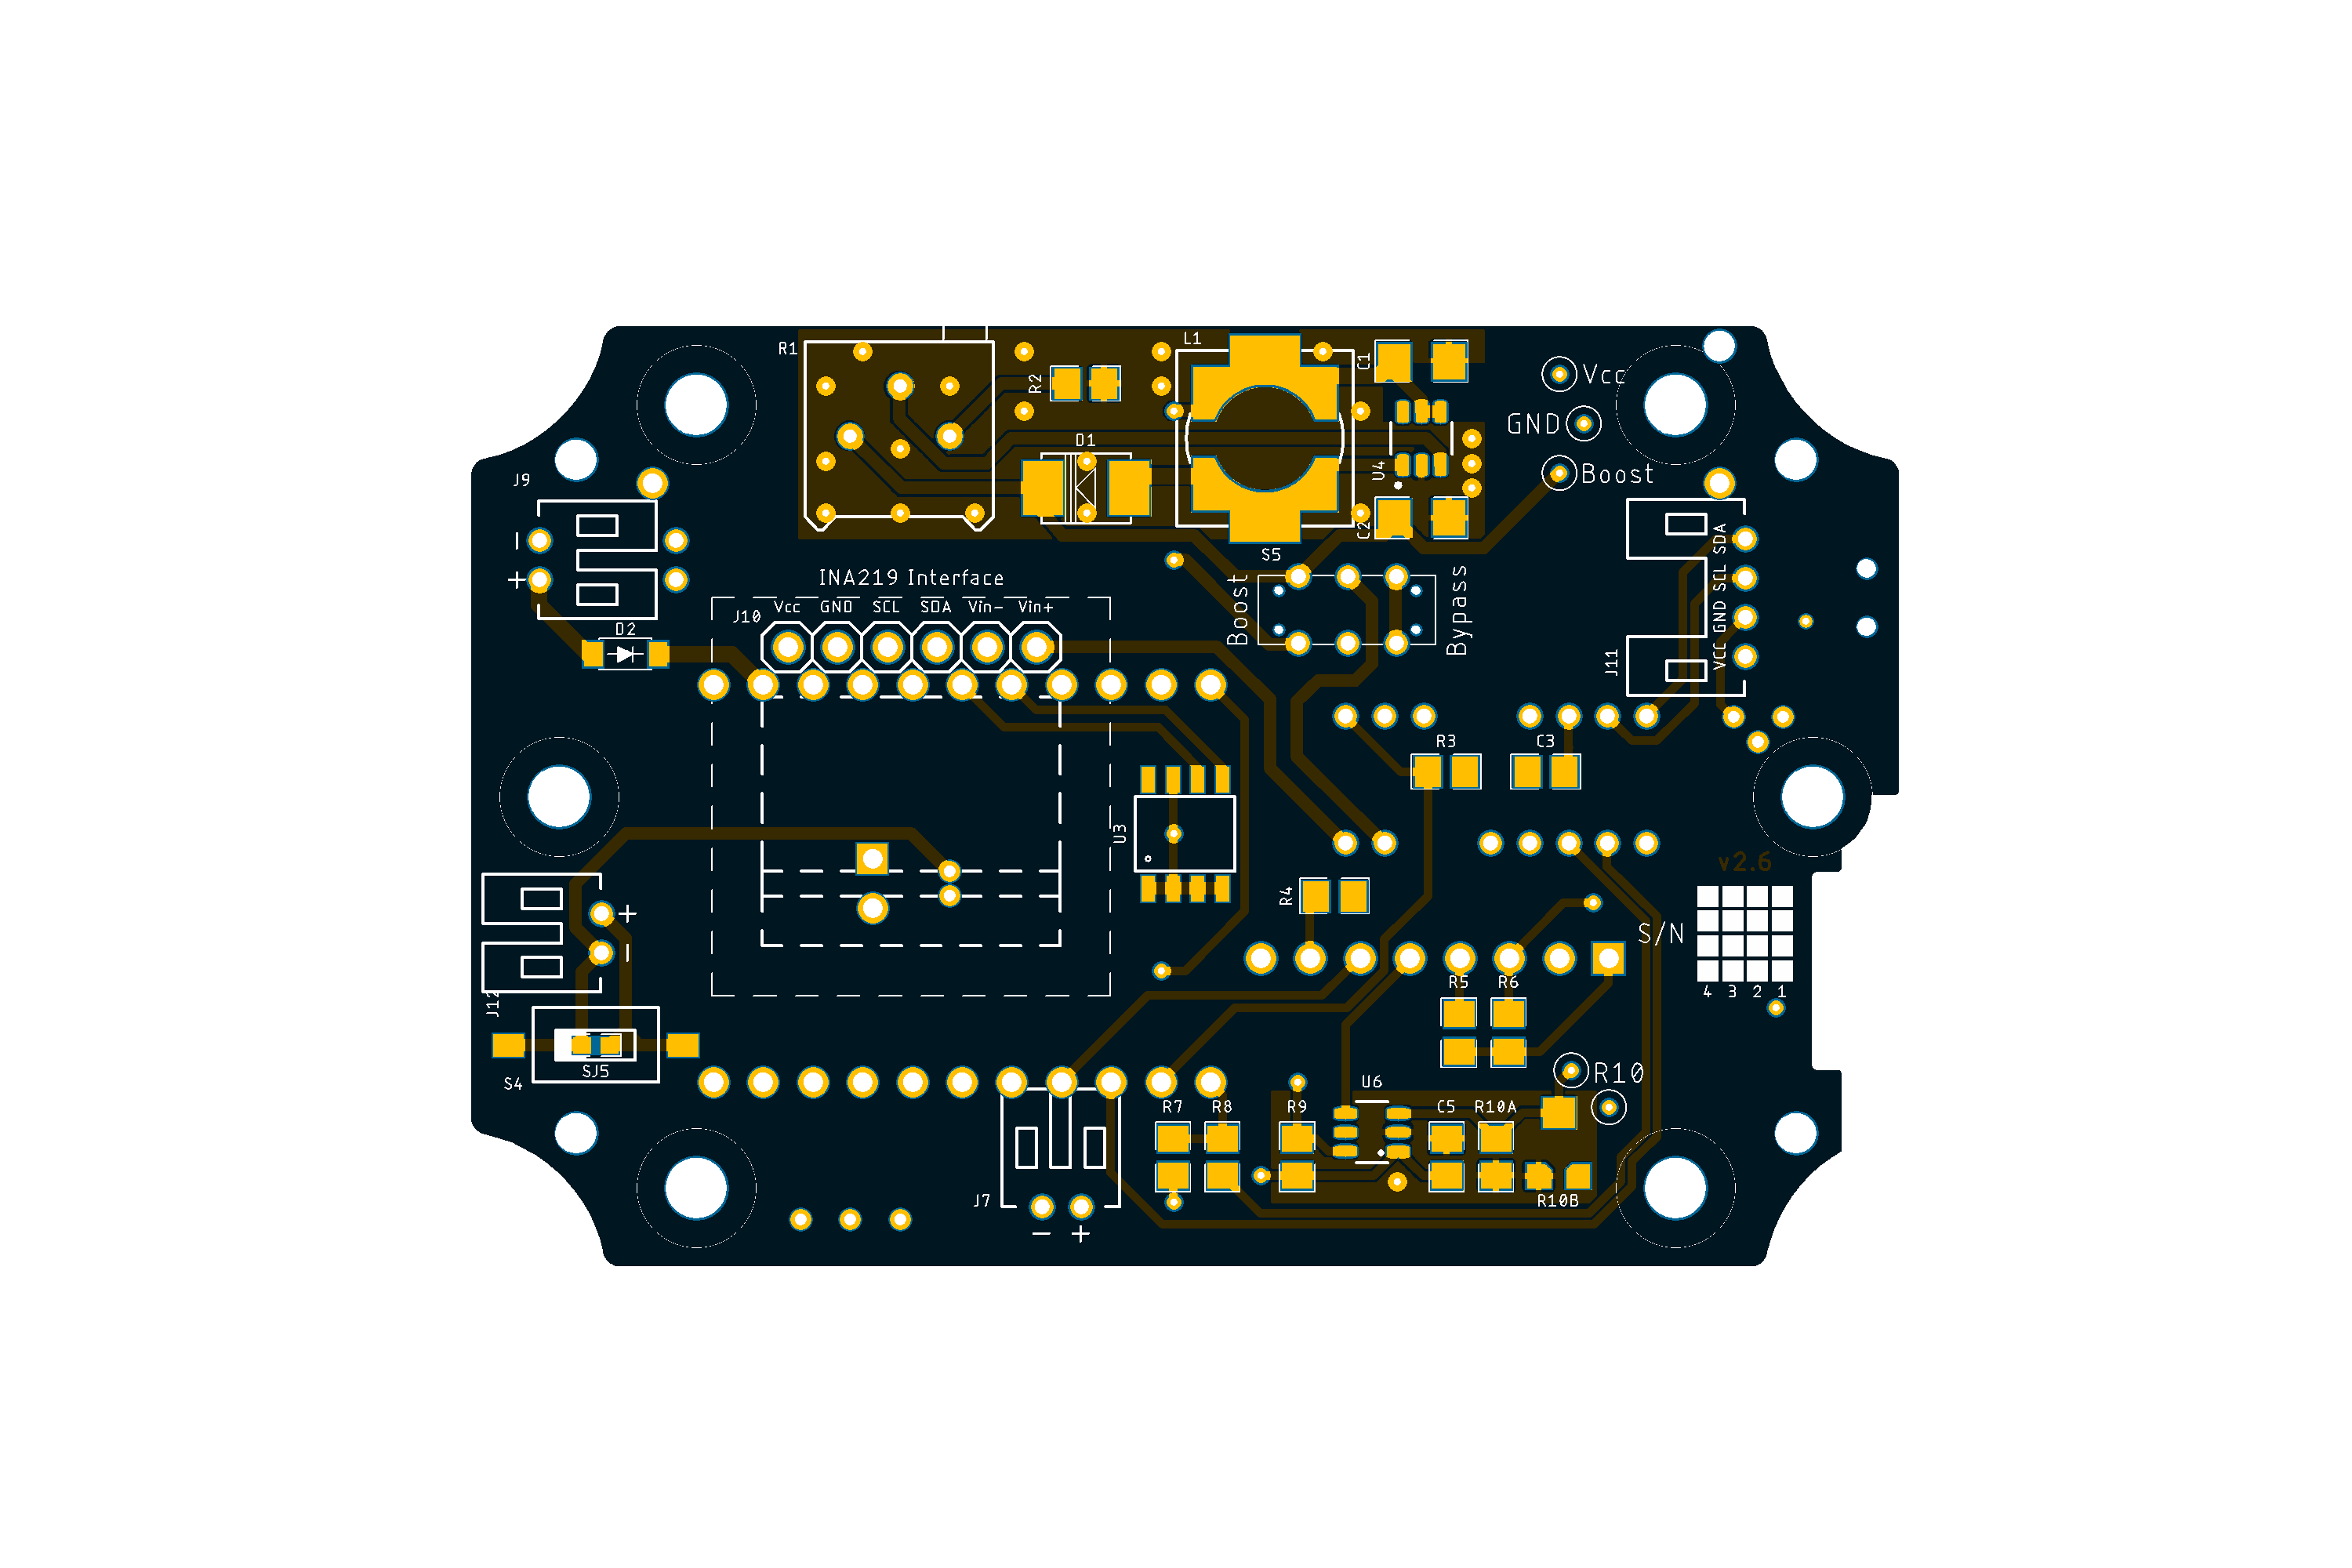 L1
R1
C1
Vcc
R2
GND
D1
U4
Boost
J9
C2
SDA
S5
-
INA219 Interface
+
SCL
Boost
Bypass
Vcc GND SCL SDA Vin- Vin+
J10
GND
D2
VCC
J11
R3 C3
U3
v2.6
R4
+
S/N
-
R5 R6
4 3 2 1
J12
SJ5
S4
R10
U6
R7 R8 R9 C5 R10A
J7
R10B
- +